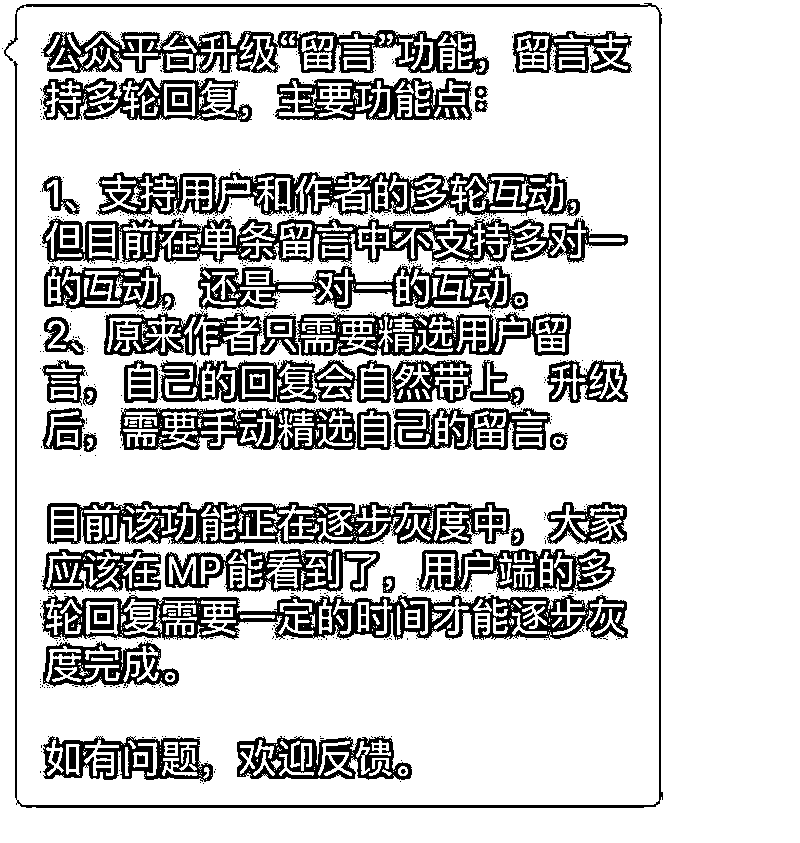 公众平台升级“留言”功能，留言支
持多轮回复，主要功能点：
1、支持用户和作者的多轮互动，
但目前在单条留言中不支持多对一
的互动，还是一对一的互动。
2、原来作者只需要精选用户留
言，自己的回复会自然带上，升级
后，需要手动精选自己的留言。
目前该功能正在逐步灰度中，大家
应该在MP能看到了，用户端的多
轮回复需要一定的时间才能逐步灰
度完成。
如有问题，欢迎反馈。